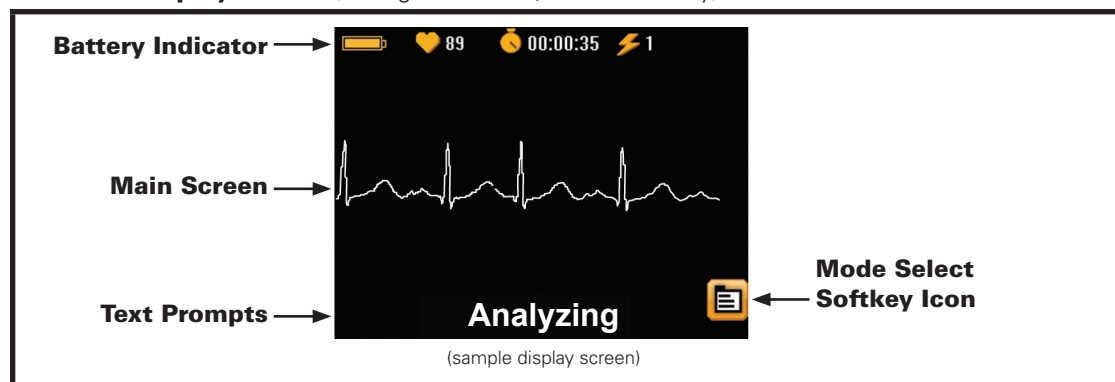 Battery Indicator
89 00:00:35 1
Main Screen
Mode Select
Softkey Icon
Text Prompts
Analyzing
(sample display screen)